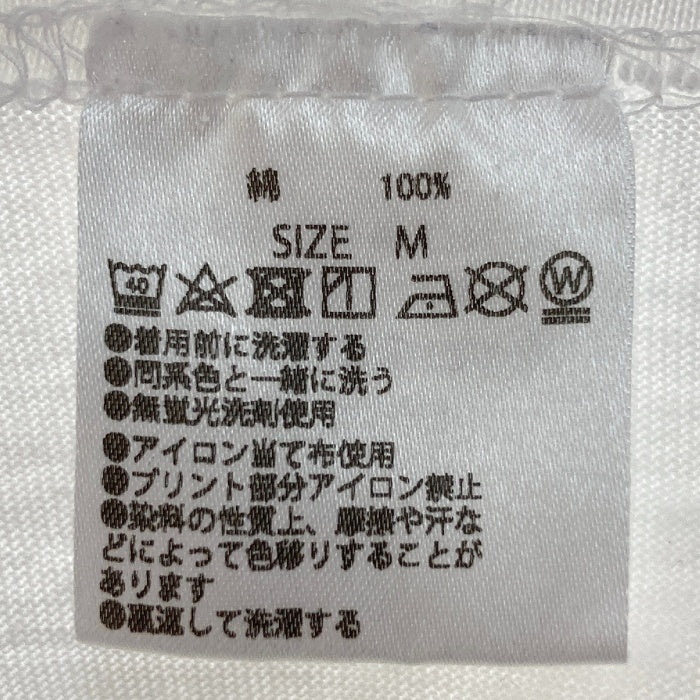 綿 100%
SIZE M
40 W
●着用前に洗濯する
●同系色と一緒に洗う
●無蛍光洗剤使用
●アイロン当て布使用
●プリント部分アイロン禁止
●染料の性質上、摩擦や汗な
どによって色移りすることが
あります
●裏返して洗濯する